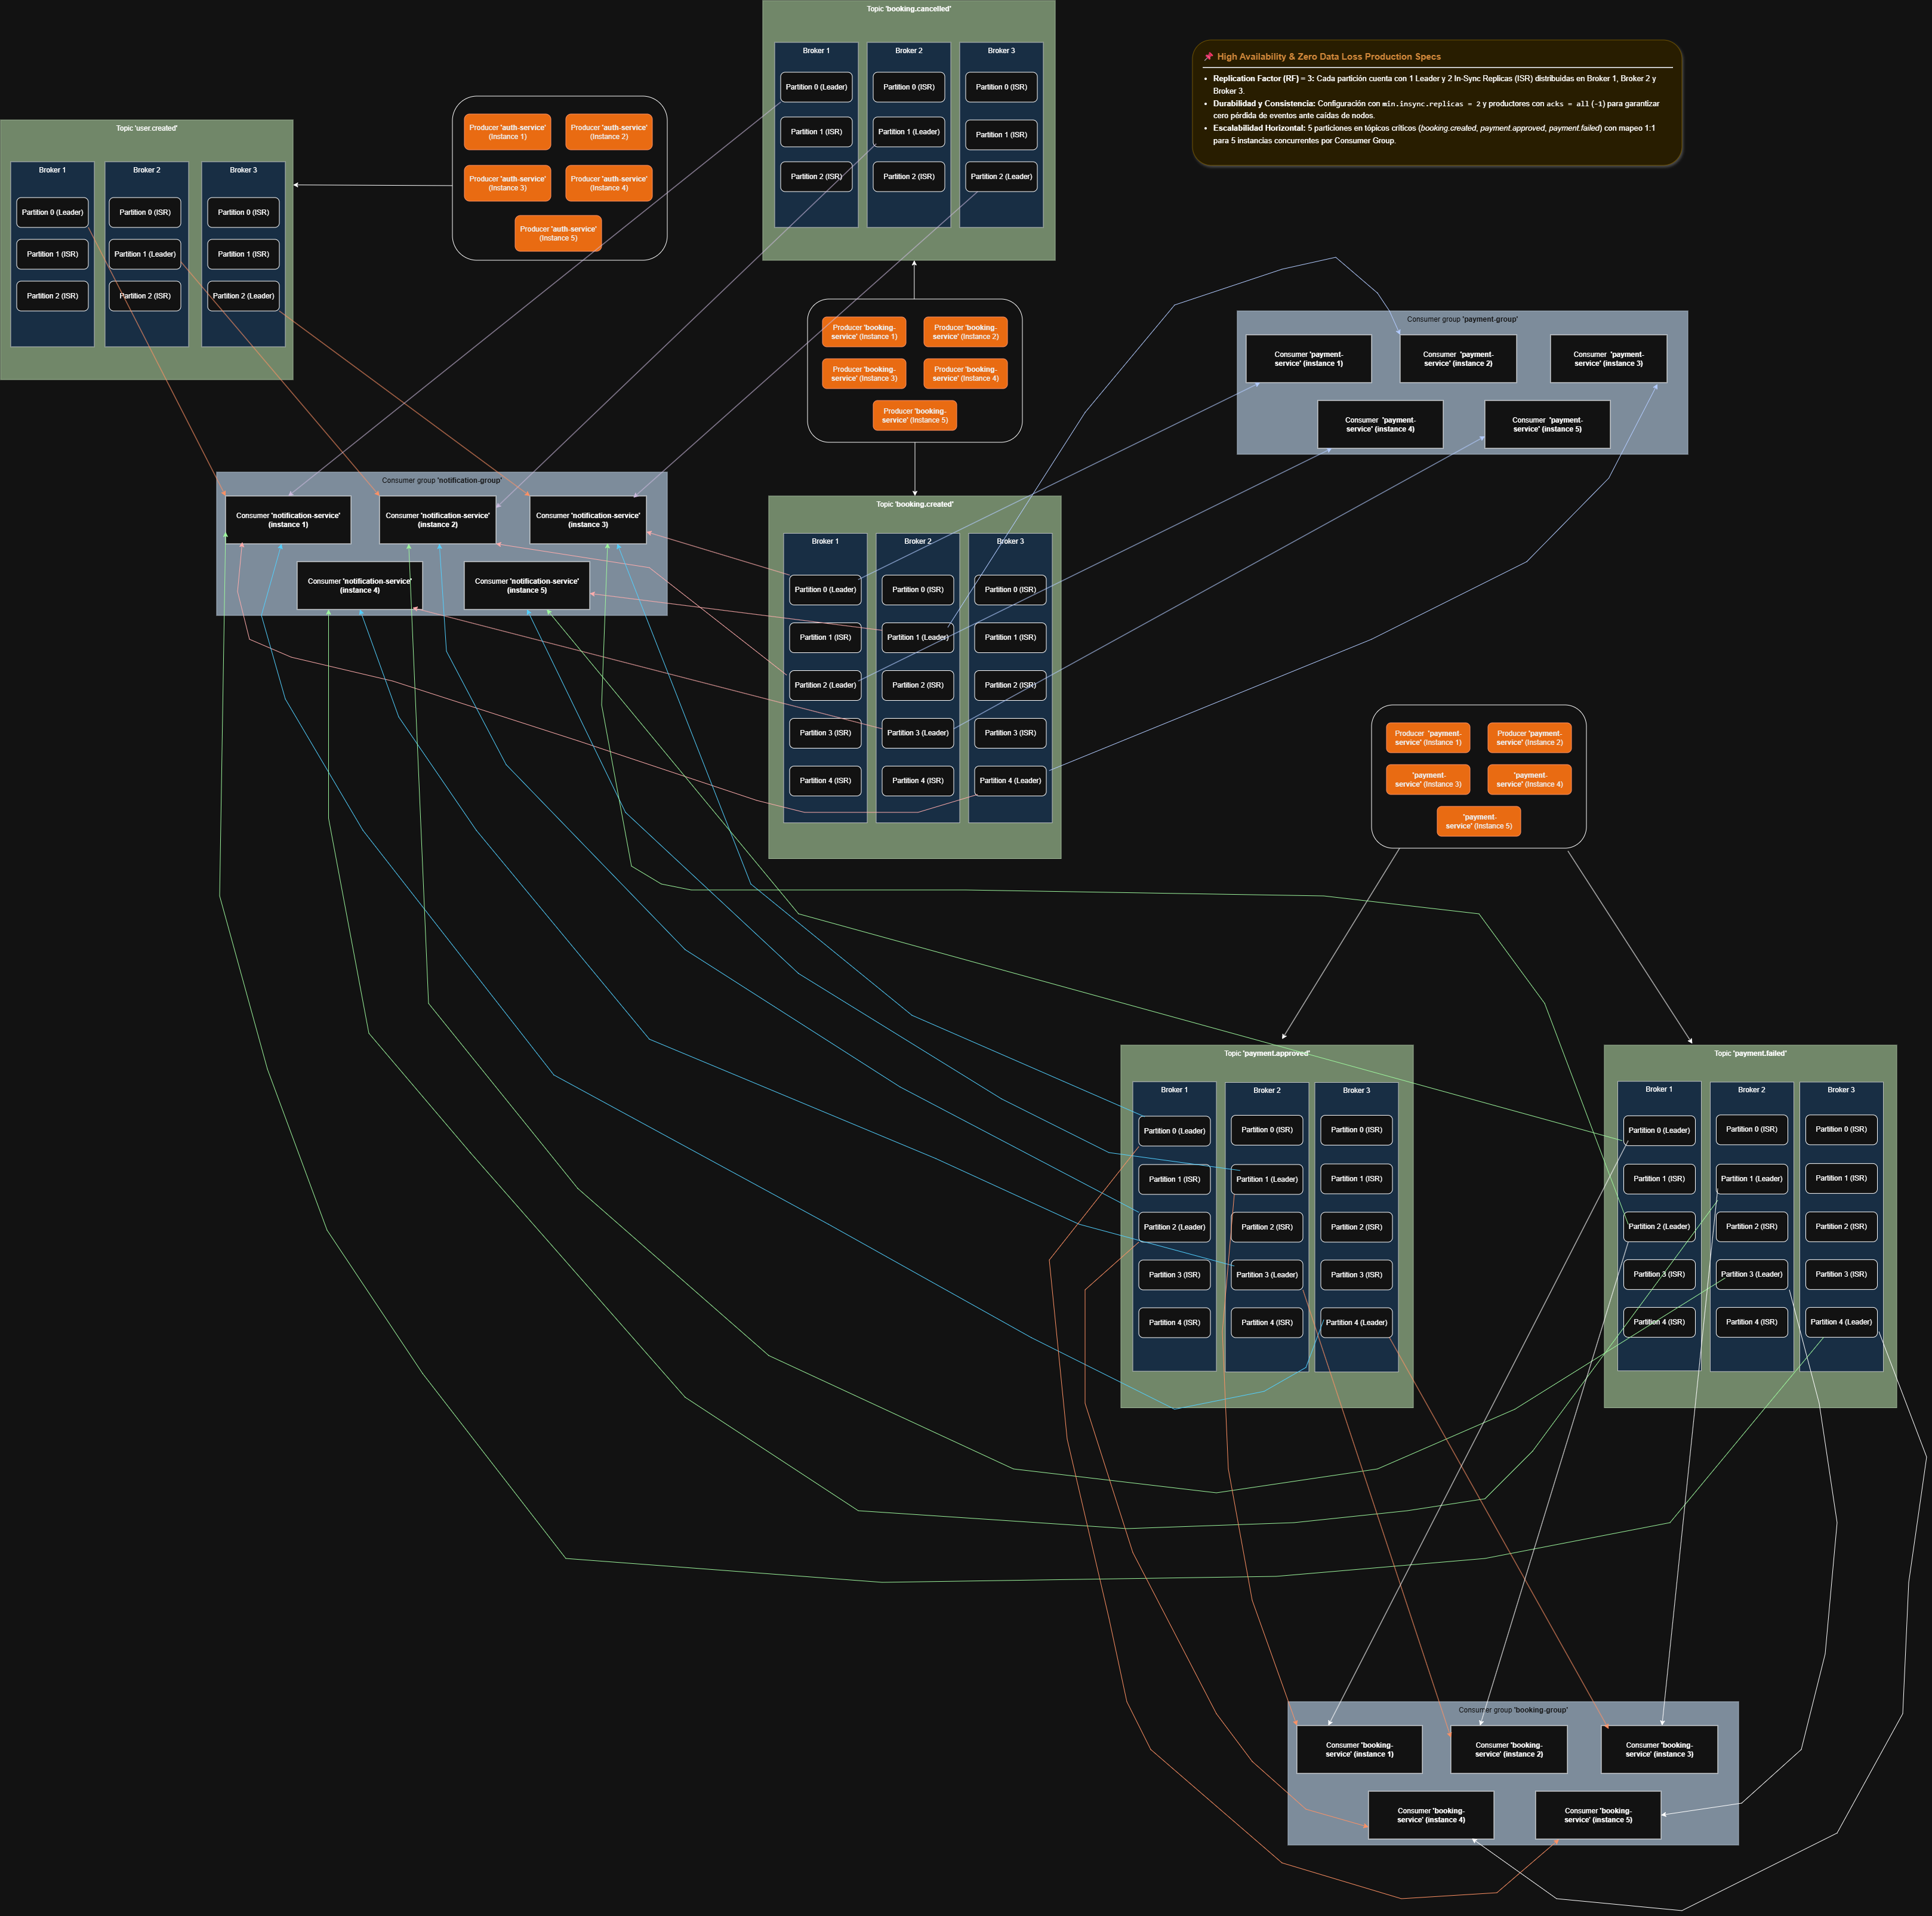 Topic 'booking.cancelled'
Broker 1
Broker 2
Broker 3
Partition 0 (Leader)
Partition 0 (ISR)
Partition 0 (ISR)
Partition 1 (ISR)
Partition 1 (Leader)
Partition 1 (ISR)
Partition 2 (ISR)
Partition 2 (ISR)
Partition 2 (Leader)
📌 High Availability & Zero Data Loss Production Specs
• Replication Factor (RF) = 3: Cada partición cuenta con 1 Leader y 2 In-Sync Replicas (ISR) distribuidas en Broker 1, Broker 2 y
Broker 3.
• Durabilidad y Consistencia: Configuración con min.insync.replicas = 2 y productores con acks = all (-1) para garantizar
cero pérdida de eventos ante caídas de nodos.
• Escalabilidad Horizontal: 5 particiones en tópicos críticos (booking.created, payment.approved, payment.failed) con mapeo 1:1
para 5 instancias concurrentes por Consumer Group.
Topic 'user.created'
Broker 1
Broker 2
Broker 3
Partition 0 (Leader)
Partition 0 (ISR)
Partition 0 (ISR)
Partition 1 (ISR)
Partition 1 (Leader)
Partition 1 (ISR)
Partition 2 (ISR)
Partition 2 (ISR)
Partition 2 (Leader)
Producer 'auth-service'
(Instance 1)
Producer 'auth-service'
(Instance 2)
Producer 'auth-service'
(Instance 3)
Producer 'auth-service'
(Instance 4)
Producer 'auth-service'
(Instance 5)
Producer 'booking-
service' (Instance 1)
Producer 'booking-
service' (Instance 2)
Producer 'booking-
service' (Instance 3)
Producer 'booking-
service' (Instance 4)
Producer 'booking-
service' (Instance 5)
Consumer group 'payment-group'
Consumer 'payment-
service' (instance 1)
Consumer 'payment-
service' (instance 2)
Consumer 'payment-
service' (instance 3)
Consumer 'payment-
service' (instance 4)
Consumer 'payment-
service' (instance 5)
Consumer group 'notification-group'
Consumer 'notification-service'
(instance 1)
Consumer 'notification-service'
(instance 2)
Consumer 'notification-service'
(instance 3)
Consumer 'notification-service'
(instance 4)
Consumer 'notification-service'
(instance 5)
Topic 'booking.created'
Broker 1
Broker 2
Broker 3
Partition 0 (Leader)
Partition 0 (ISR)
Partition 0 (ISR)
Partition 1 (ISR)
Partition 1 (Leader)
Partition 1 (ISR)
Partition 2 (Leader)
Partition 2 (ISR)
Partition 2 (ISR)
Partition 3 (ISR)
Partition 3 (Leader)
Partition 3 (ISR)
Partition 4 (ISR)
Partition 4 (ISR)
Partition 4 (Leader)
Producer 'payment-
service' (Instance 1)
Producer 'payment-
service' (Instance 2)
'payment-
service' (Instance 3)
'payment-
service' (Instance 4)
'payment-
service' (Instance 5)
Topic 'payment.approved'
Broker 1
Broker 2
Broker 3
Partition 0 (Leader)
Partition 0 (ISR)
Partition 0 (ISR)
Partition 1 (ISR)
Partition 1 (Leader)
Partition 1 (ISR)
Partition 2 (Leader)
Partition 2 (ISR)
Partition 2 (ISR)
Partition 3 (ISR)
Partition 3 (Leader)
Partition 3 (ISR)
Partition 4 (ISR)
Partition 4 (ISR)
Partition 4 (Leader)
Topic 'payment.failed'
Broker 1
Broker 2
Broker 3
Partition 0 (Leader)
Partition 0 (ISR)
Partition 0 (ISR)
Partition 1 (ISR)
Partition 1 (Leader)
Partition 1 (ISR)
Partition 2 (Leader)
Partition 2 (ISR)
Partition 2 (ISR)
Partition 3 (ISR)
Partition 3 (Leader)
Partition 3 (ISR)
Partition 4 (ISR)
Partition 4 (ISR)
Partition 4 (Leader)
Consumer group 'booking-group'
Consumer 'booking-
service' (instance 1)
Consumer 'booking-
service' (instance 2)
Consumer 'booking-
service' (instance 3)
Consumer 'booking-
service' (instance 4)
Consumer 'booking-
service' (instance 5)